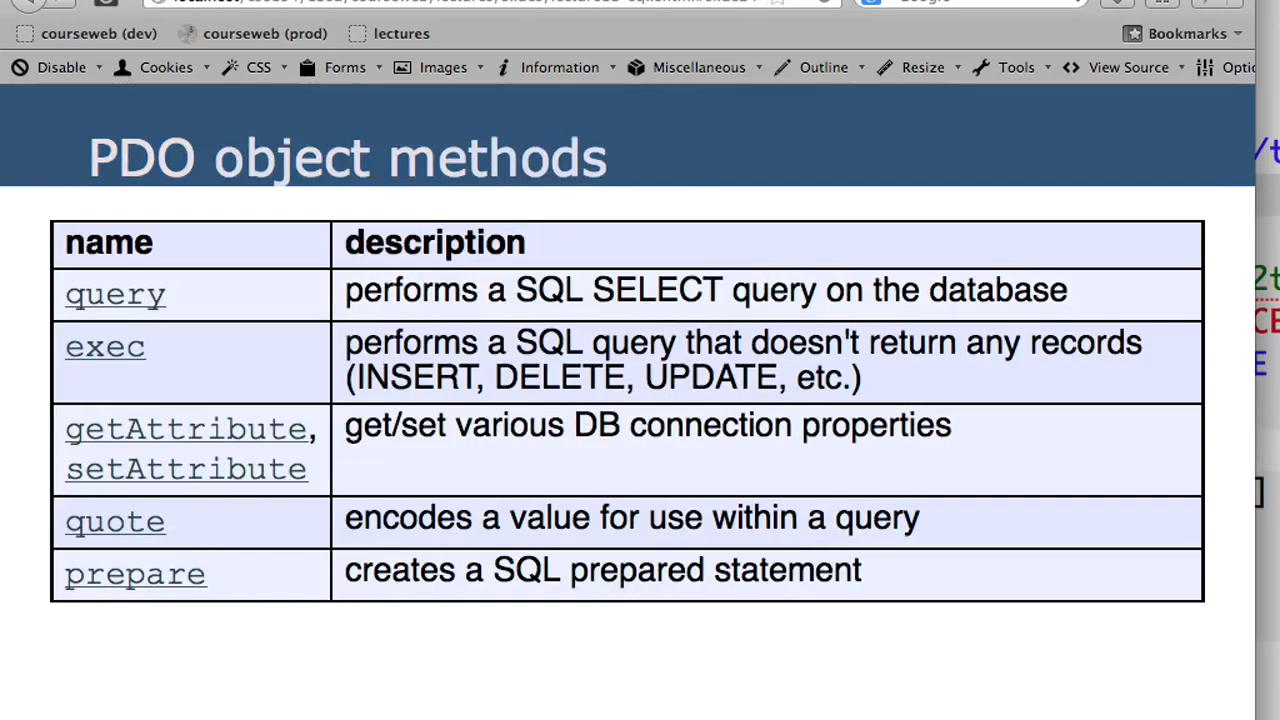 courseweb (dev) courseweb (prod) lectures Bookmarks
Disable Cookies CSS Forms Images Information Miscellaneous Outline Resize Tools View Source
PDO object methods
name description
query performs a SQL SELECT query on the database
exec performs a SQL query that doesn't return any records
(INSERT, DELETE, UPDATE, etc.)
getAttribute, get/set various DB connection properties
setAttribute
quote encodes a value for use within a query
prepare creates a SQL prepared statement